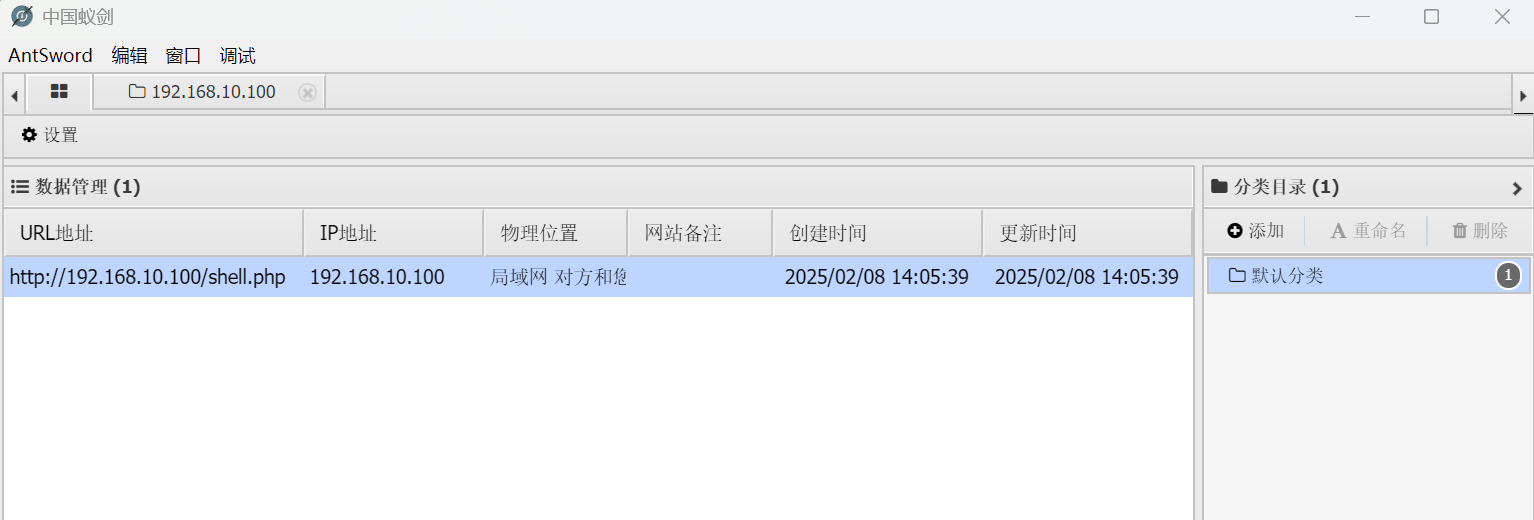 中国蚁剑
AntSword 编辑 窗口 调试
192.168.10.100
设置
数据管理 (1)
URL地址 IP地址 物理位置 网站备注 创建时间 更新时间
http://192.168.10.100/shell.php 192.168.10.100 局域网 对方和您 2025/02/08 14:05:39 2025/02/08 14:05:39
分类目录 (1)
添加 重命名 删除
默认分类 1